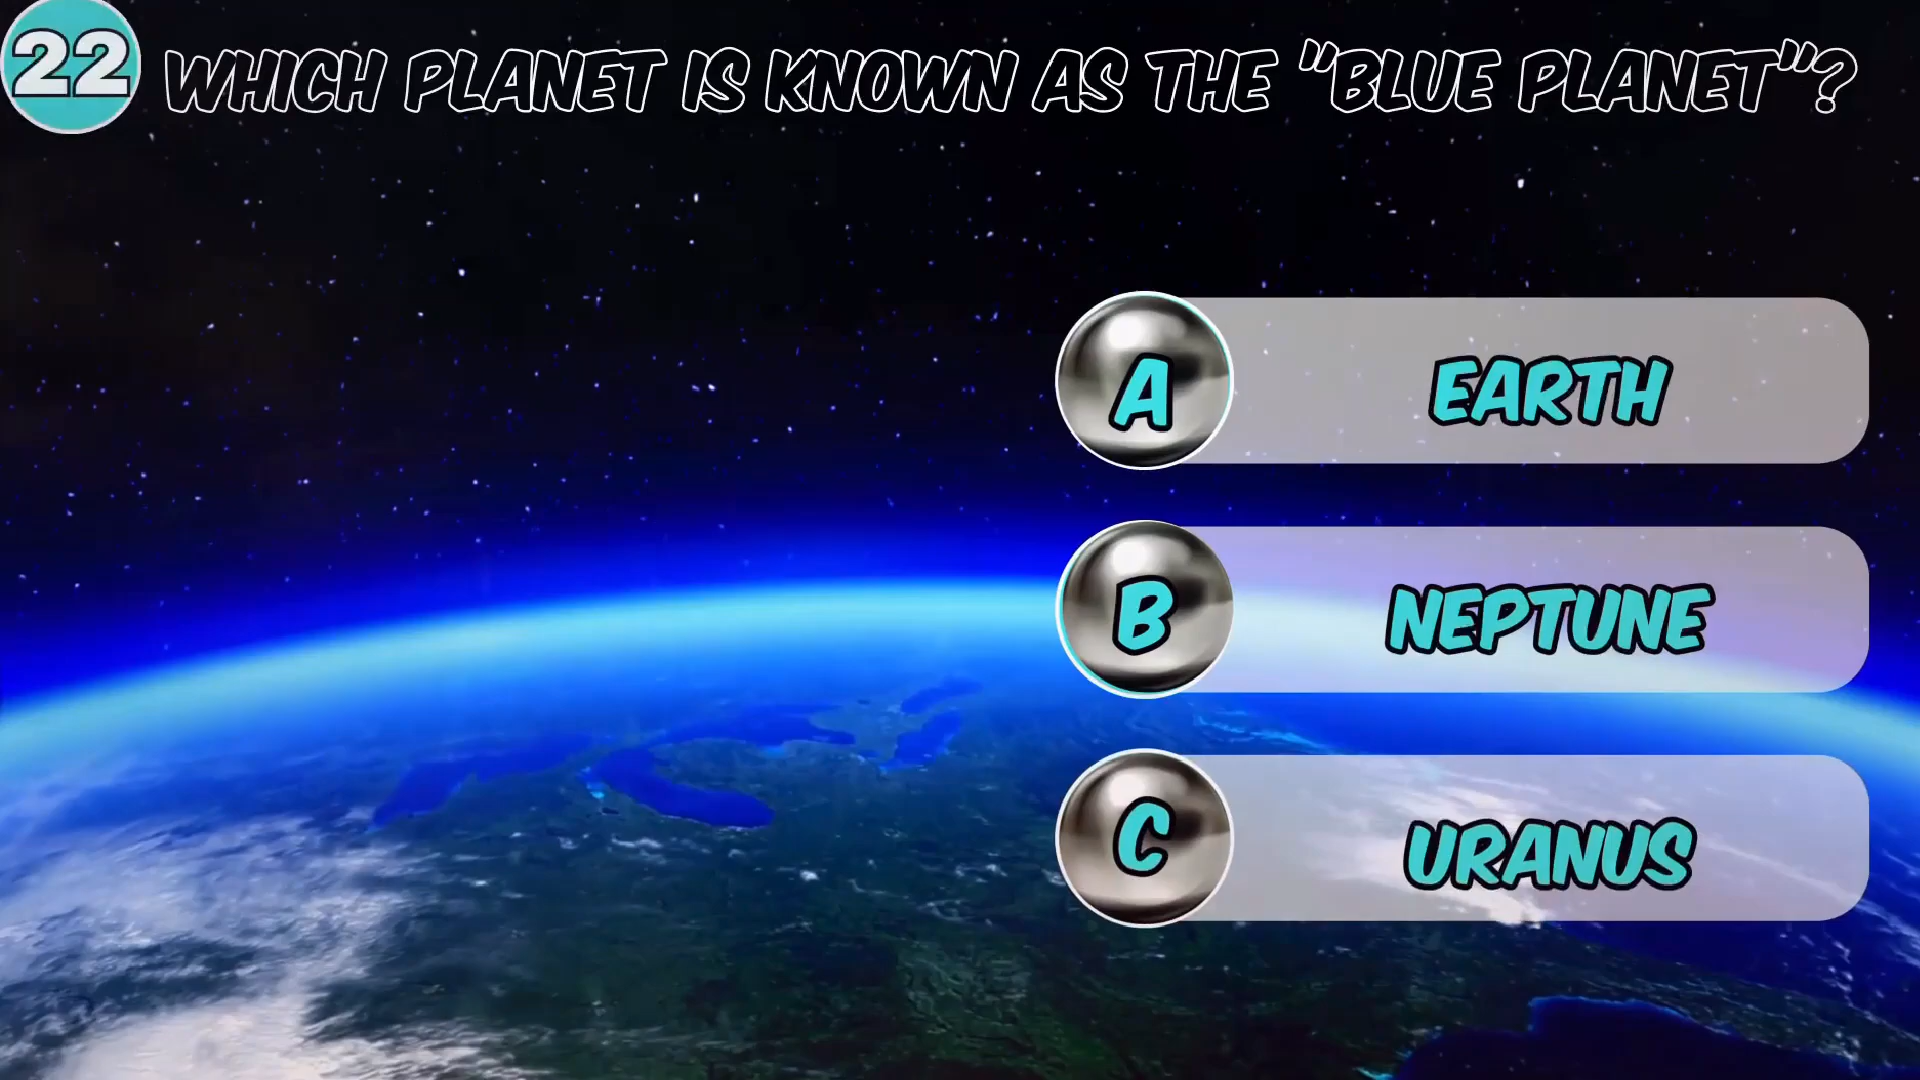 22
WHICH PLANET IS KNOWN AS THE "BLUE PLANET"?
A EARTH
B NEPTUNE
C URANUS